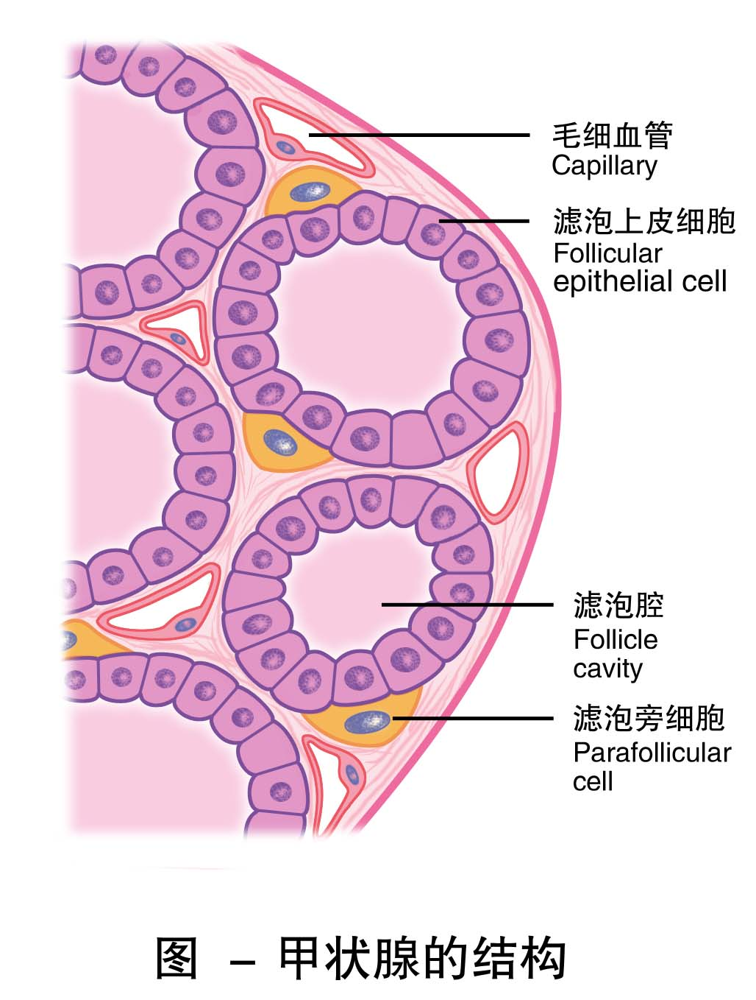 毛细血管
Capillary
滤泡上皮细胞
Follicular
epithelial cell
滤泡腔
Follicle
cavity
滤泡旁细胞
Parafollicular
cell
图 – 甲状腺的结构